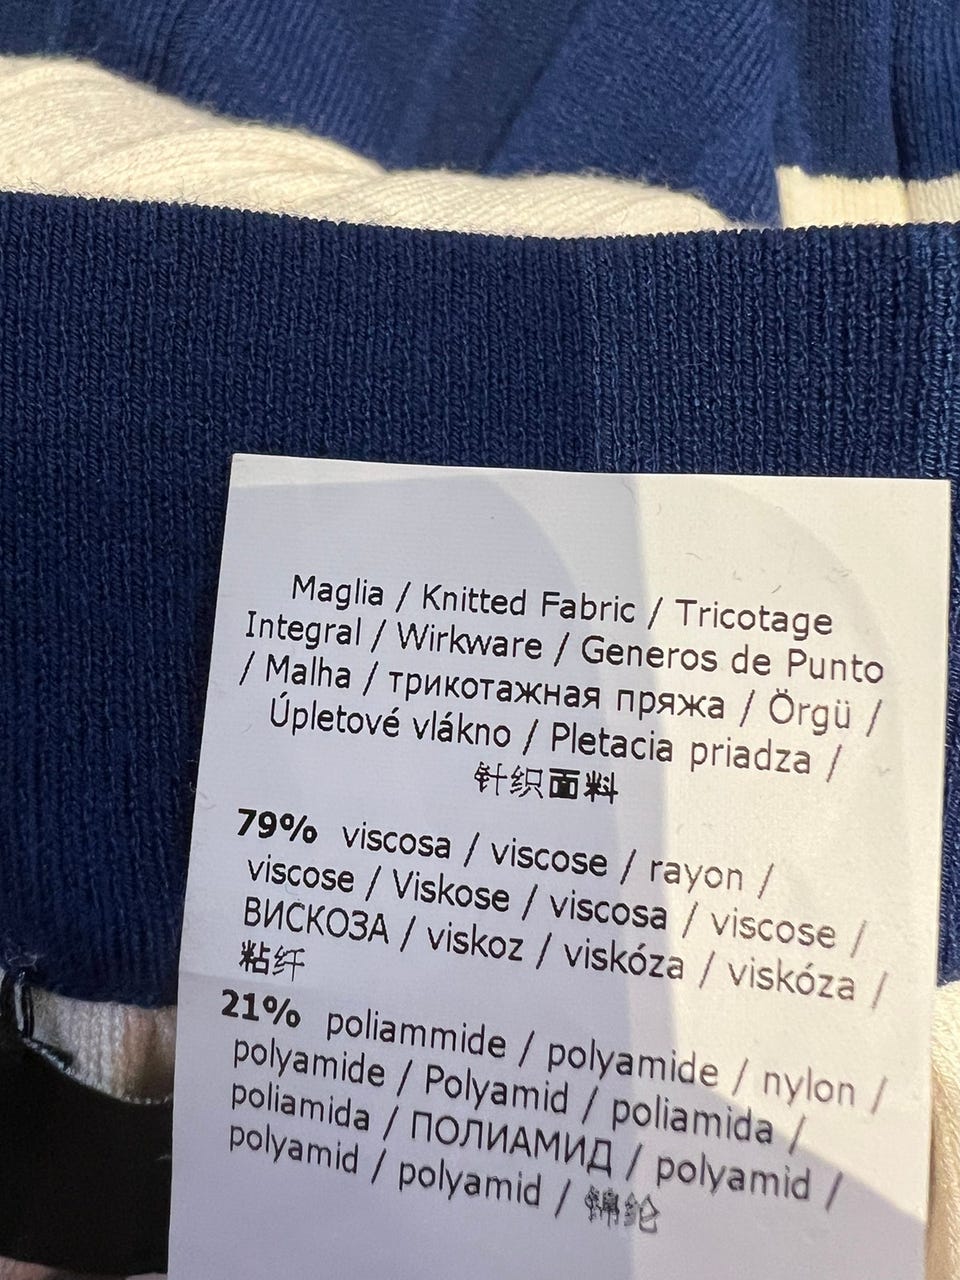 Maglia / Knitted Fabric / Tricotage
Integral / Wirkware / Generos de Punto
/ Malha / трикотажная пряжа / Örgü /
Úpletové vlákno / Pletacia priadza /
针织面料
79% viscosa / viscose / rayon /
viscose / Viskose / viscosa / viscose /
ВИСКОЗА / viskoz / viskóza / viskóza /
粘纤
21% poliammide / polyamide / nylon /
polyamide / Polyamid / poliamida /
poliamida / ПОЛИАМИД / polyamid /
polyamid / polyamid / 锦纶